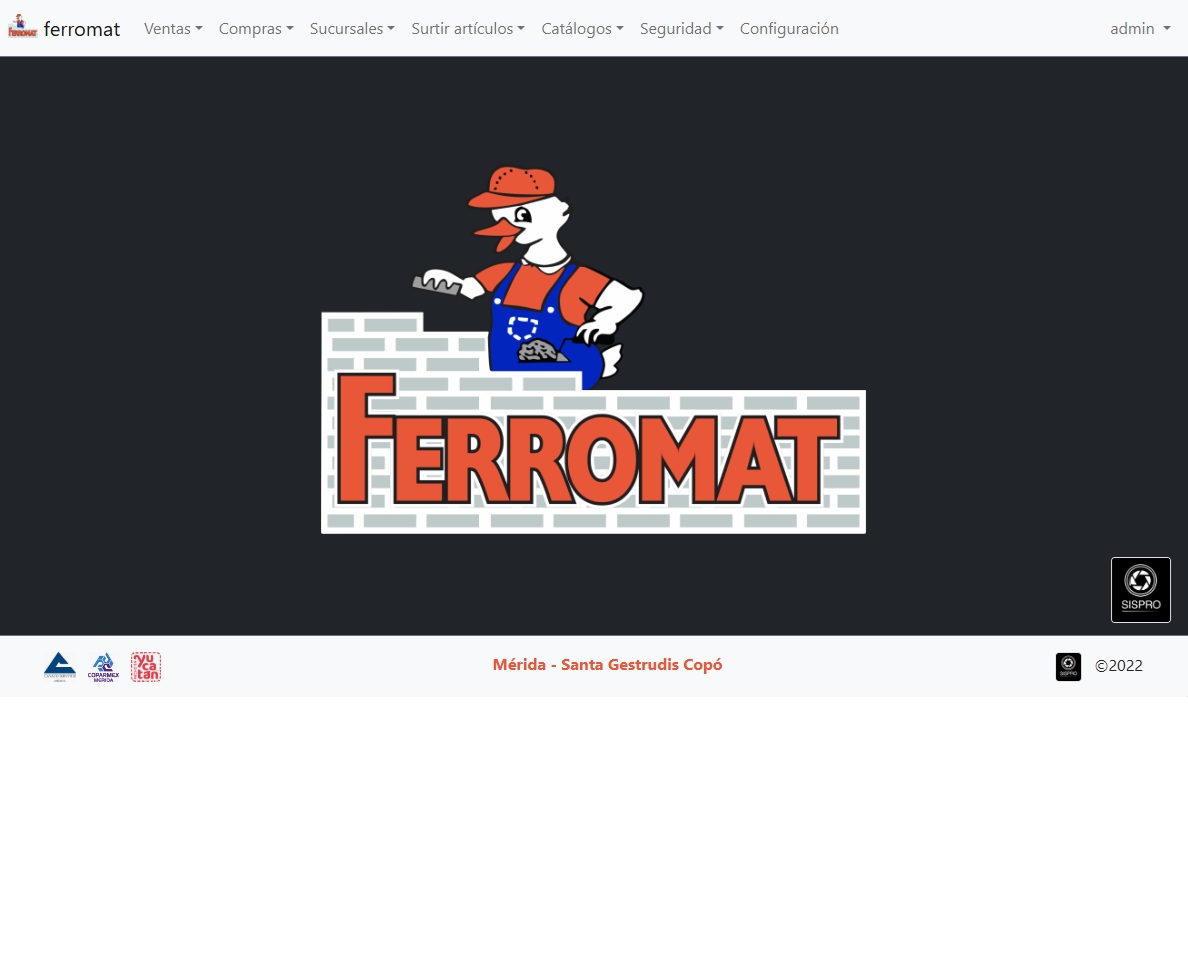 ferromat Ventas Compras Sucursales Surtir artículos Catálogos Seguridad Configuración admin
FERROMAT
SISPRO
Mérida - Santa Gestrudis Copó
COPARMEX
MÉRIDA
yu
ca
tan
SISPRO
©2022